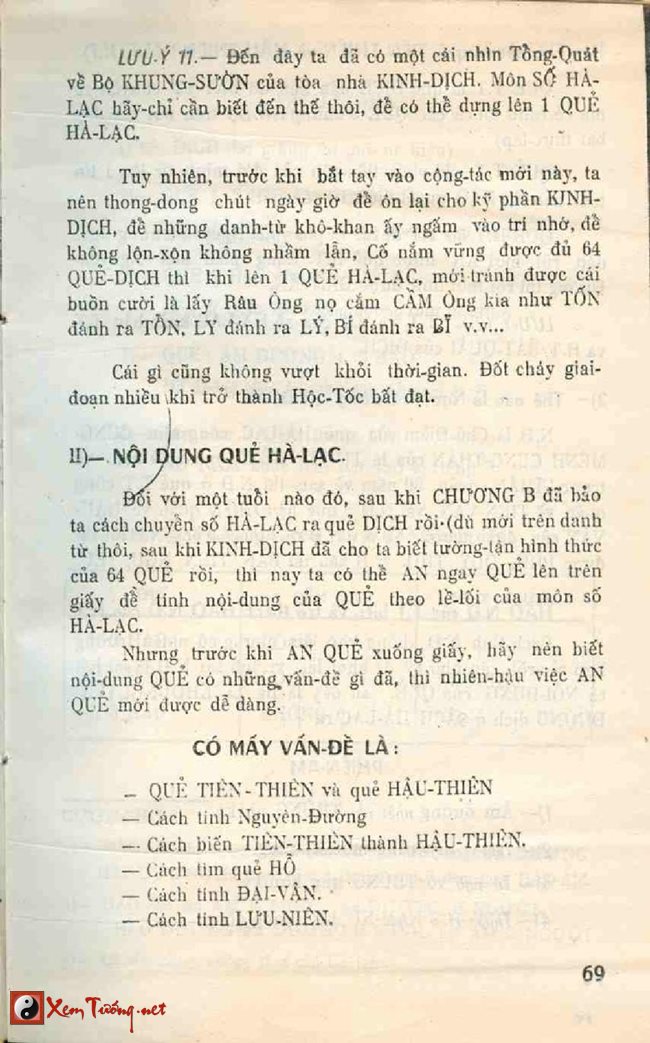 LƯU-Ý 11.— Đến đây ta đã có một cái nhìn Tồng-Quát
về Bộ KHUNG-SƯỜN của tòa nhà KINH-DỊCH. Môn SỐ HÀ-
LẠC hãy-chỉ cần biết đến thế thôi, đề có thề dựng lên 1 QUẺ
HÀ-LẠC.
Tuy nhiên, trước khi bắt tay vào cộng-tác mới này, ta
nên thong-dong chút ngày giờ đề ôn lại cho kỹ phần KINH-
DỊCH, đề những danh-từ khô-khan ấy ngấm vào trí nhớ, đề
không lộn-xộn không nhầm lẫn, Cố nắm vững được đủ 64
QUẺ-DỊCH thì khi lên 1 QUẺ HÀ-LẠC, mới tránh được cái
buồn cười là lấy Râu Ông nọ cắm CẰM Ông kia như TỐN
đánh ra TỒN, LY đánh ra LÝ, BÍ đánh ra BĨ v.v...
Cái gì cũng không vượt khỏi thời-gian. Đốt cháy giai-
đoạn nhiều khi trở thành Hộc-Tốc bất đạt.
II)— NỘI DUNG QUẺ HÀ-LẠC.
Đối với một tuổi nào đó, sau khi CHƯƠNG B đã bảo
ta cách chuyền số HÀ-LẠC ra quẻ DỊCH rồi (dù mới trên danh
từ thôi, sau khi KINH-DỊCH đã cho ta biết tường-tận hình thức
của 64 QUẺ rồi, thì nay ta có thề AN ngay QUẺ lên trên
giấy đề tính nội-dung của QUẺ theo lề-lối của môn số
HÀ-LẠC.
Nhưng trước khi AN QUẺ xuống giấy, hãy nên biết
nội-dung QUẺ có những vấn-đề gì đã, thì nhiên-hậu việc AN
QUẺ mới được dễ dàng.
CÓ MẤY VẤN-ĐỀ LÀ :
— QUẺ TIÊN-THIÊN và quẻ HẬU-THIÊN
— Cách tính Nguyên-Đường
— Cách biến TIÊN-THIÊN thành HẬU-THIÊN.
— Cách tìm quẻ HỖ
— Cách tính ĐẠI-VẬN.
— Cách tính LƯU-NIÊN.
69
XemTướng.net